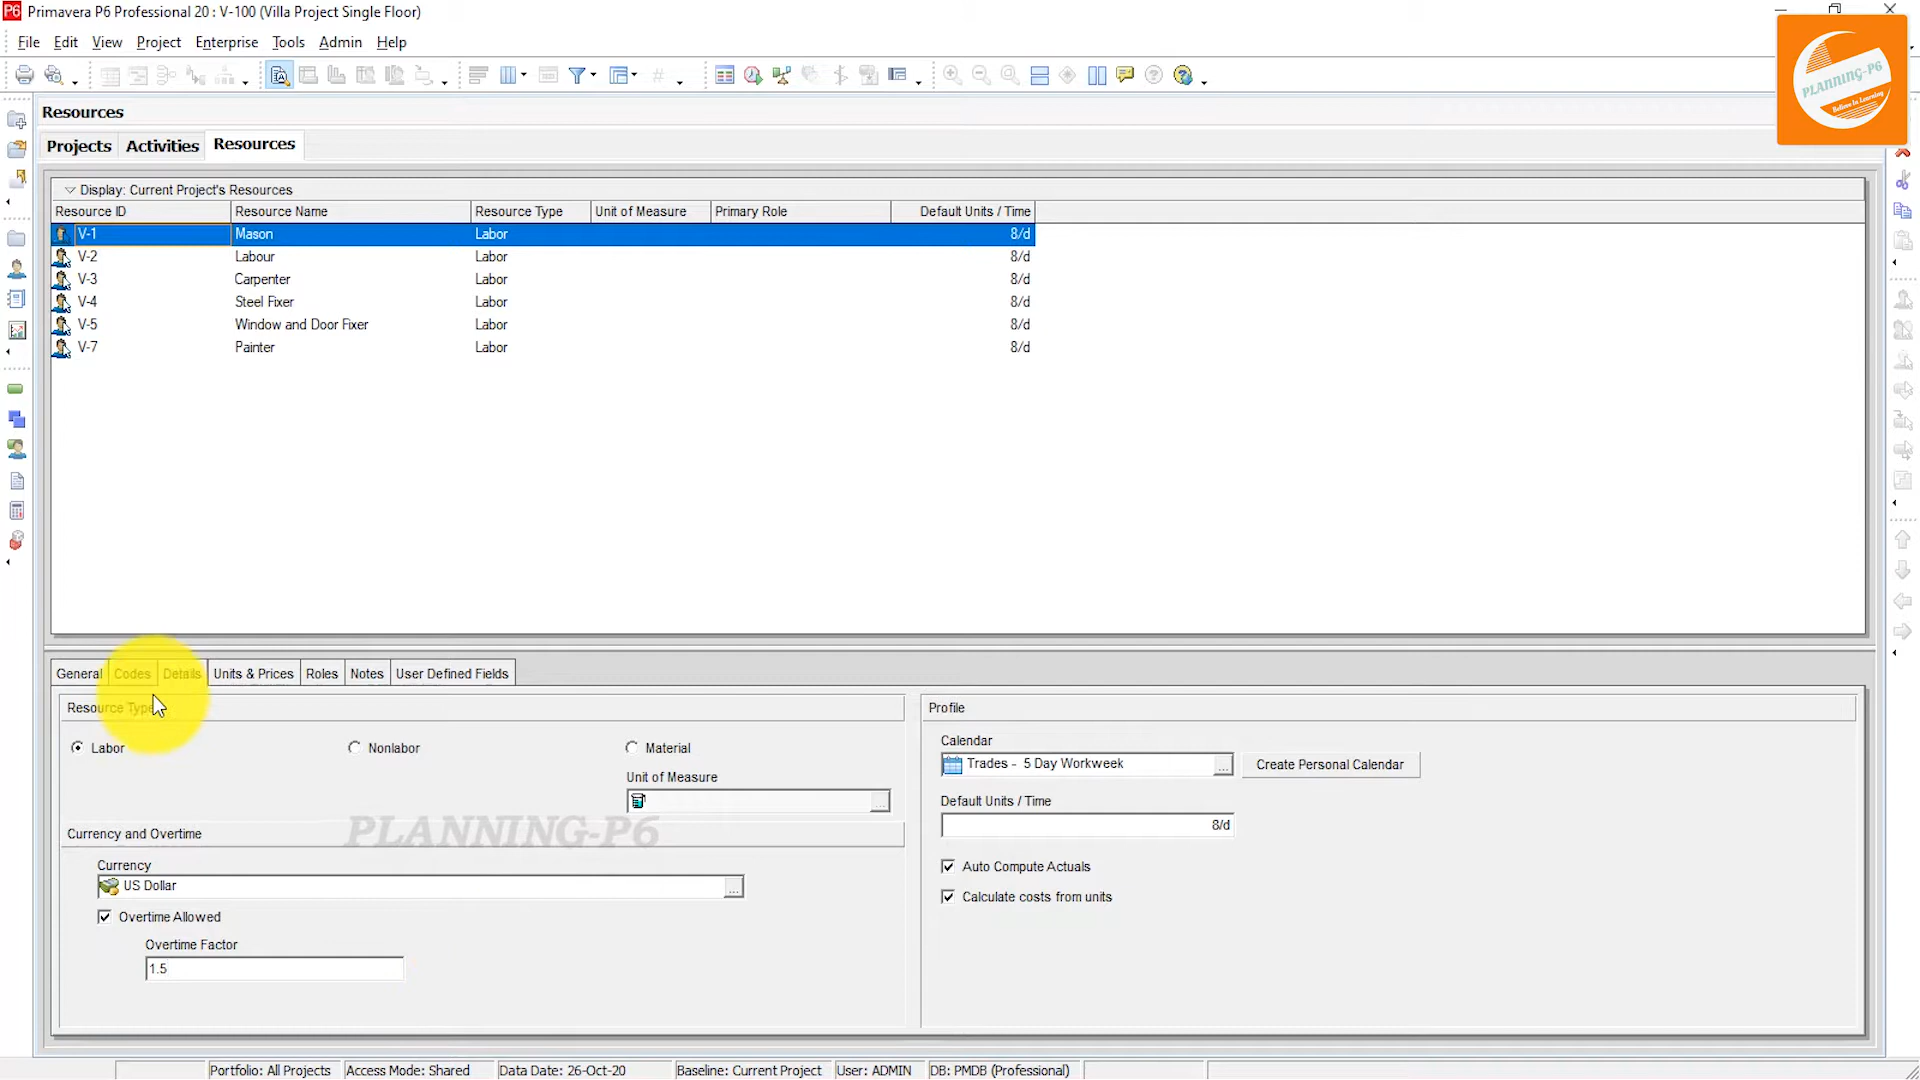 Primavera P6 Professional 20 : V-100 (Villa Project Single Floor)
File Edit View Project Enterprise Tools Admin Help
PLANNING-P6
Believe In Learning
Resources
Projects Activities Resources
Display: Current Project's Resources
Resource ID Resource Name Resource Type Unit of Measure Primary Role Default Units / Time
V-1 Mason Labor 8/d
V-2 Labour Labor 8/d
V-3 Carpenter Labor 8/d
V-4 Steel Fixer Labor 8/d
V-5 Window and Door Fixer Labor 8/d
V-7 Painter Labor 8/d
General Codes Details Units & Prices Roles Notes User Defined Fields
Resource Type Profile
Labor Nonlabor Material
Unit of Measure
Calendar
Trades - 5 Day Workweek ... Create Personal Calendar
Default Units / Time
8/d
PLANNING-P6
Currency and Overtime
Currency
US Dollar ...
Overtime Allowed
Overtime Factor
1.5
Auto Compute Actuals
Calculate costs from units
Portfolio: All Projects Access Mode: Shared Data Date: 26-Oct-20 Baseline: Current Project User: ADMIN DB: PMDB (Professional)